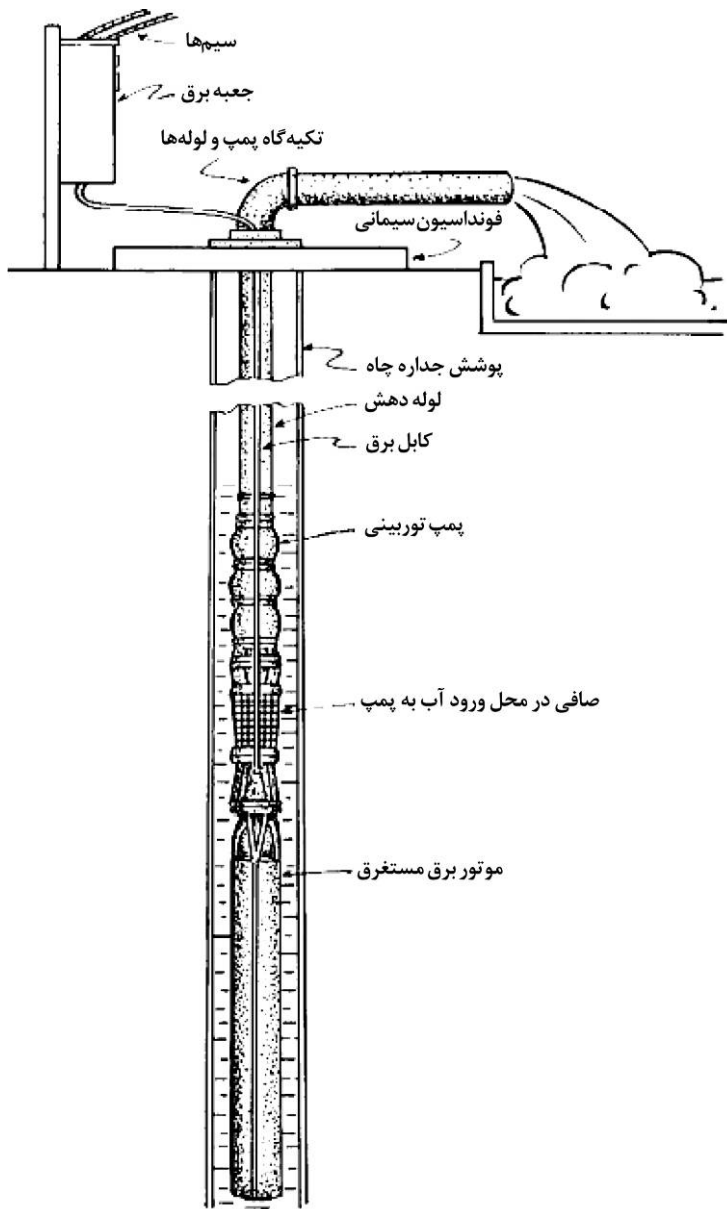 سیم‌ها
جعبه برق
تکیه‌گاه پمپ و لوله‌ها
فونداسیون سیمانی
پوشش جداره چاه
لوله دهش
کابل برق
پمپ توربینی
صافی در محل ورود آب به پمپ
موتور برق مستغرق